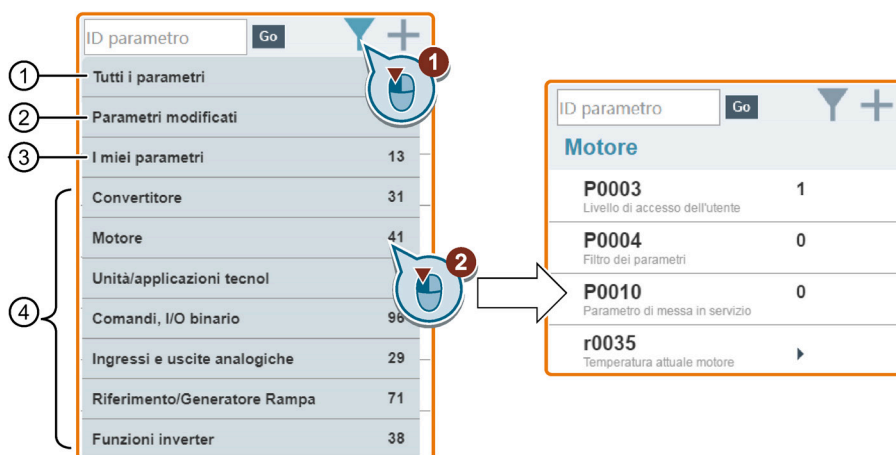 ID parametro Go
1
① Tutti i parametri
② Parametri modificati
③ I miei parametri 13
④
Convertitore 31
Motore 41
2
Unità/applicazioni tecnol
Comandi, I/O binario 96
Ingressi e uscite analogiche 29
Riferimento/Generatore Rampa 71
Funzioni inverter 38
ID parametro Go
Motore
P0003 1
Livello di accesso dell'utente
P0004 0
Filtro dei parametri
P0010 0
Parametro di messa in servizio
r0035
Temperatura attuale motore